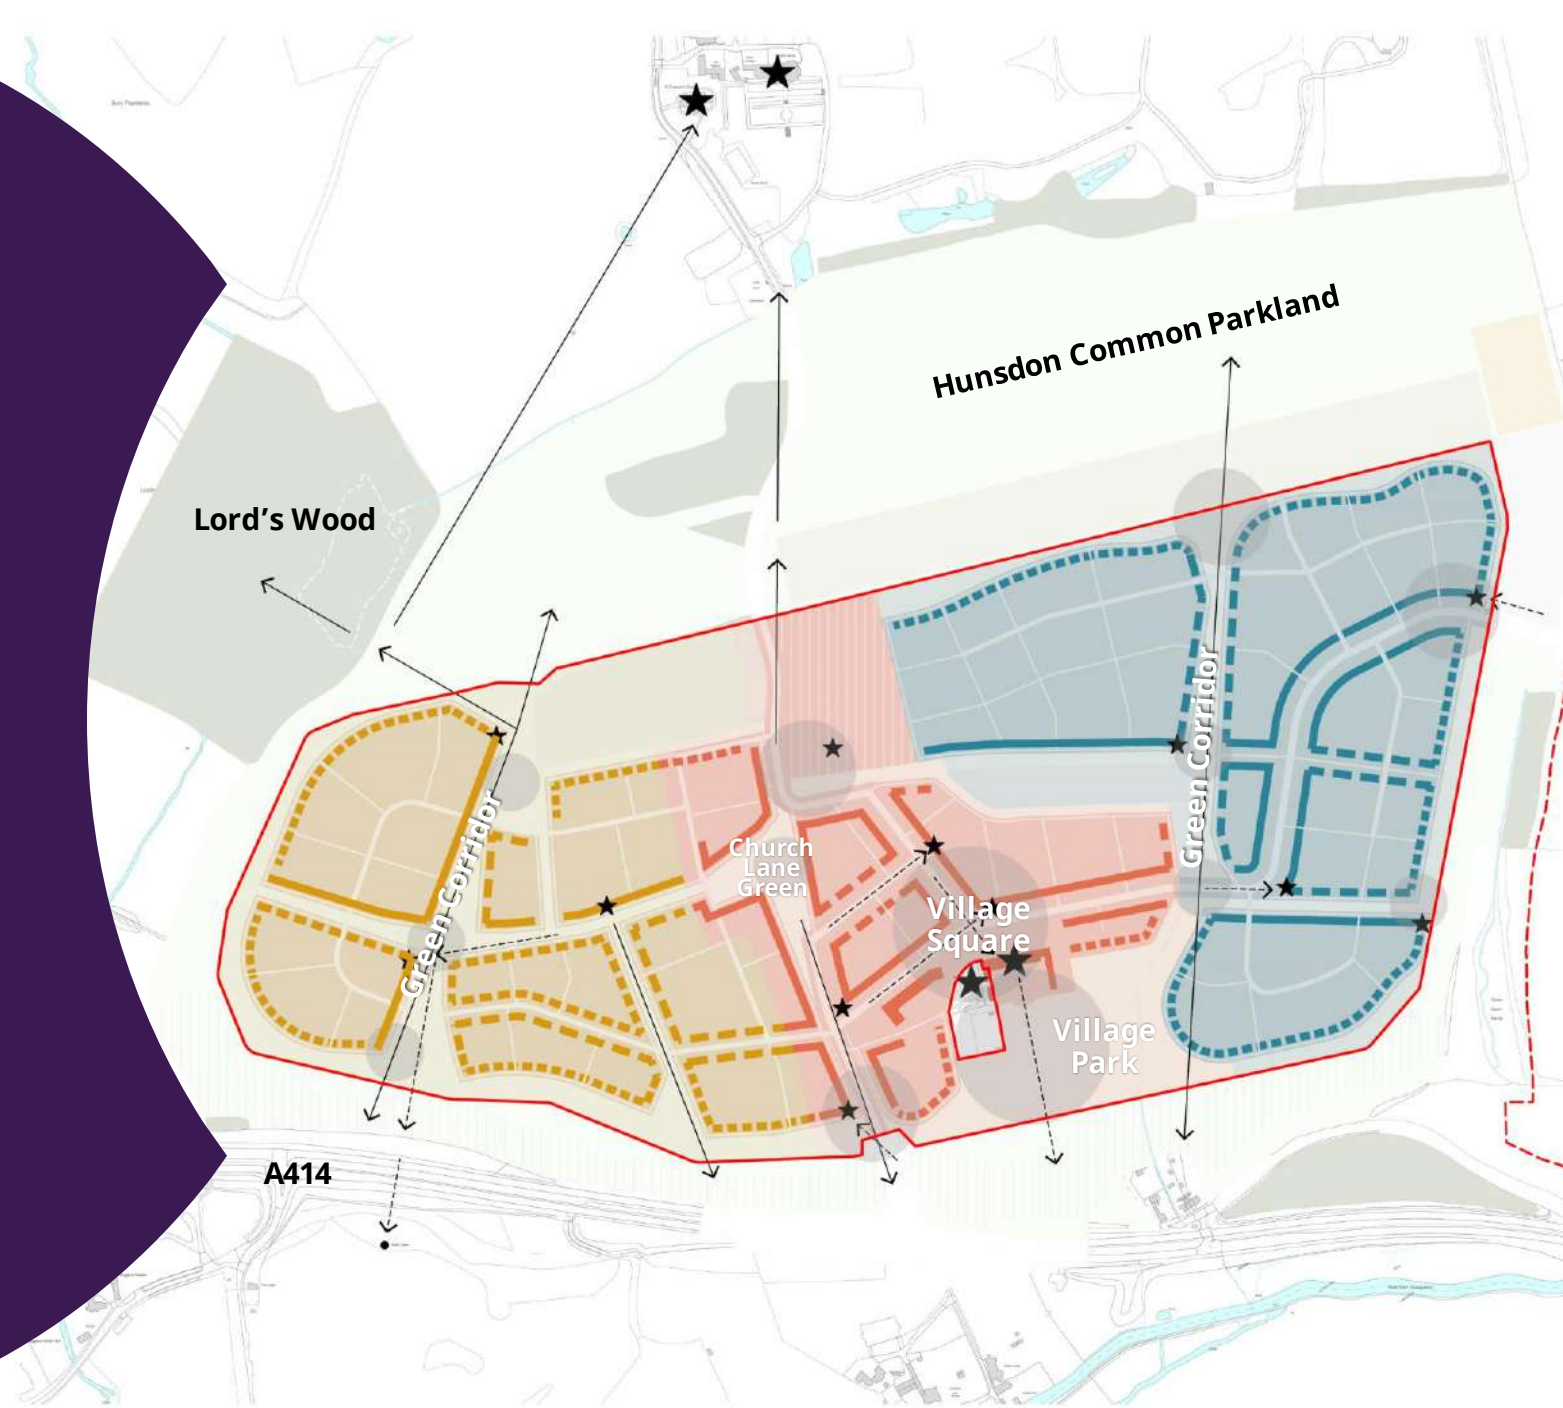 Hunsdon Common Parkland
Lord’s Wood
Green Corridor
Green Corridor
Church
Lane
Green
Village
Square
Village
Park
A414